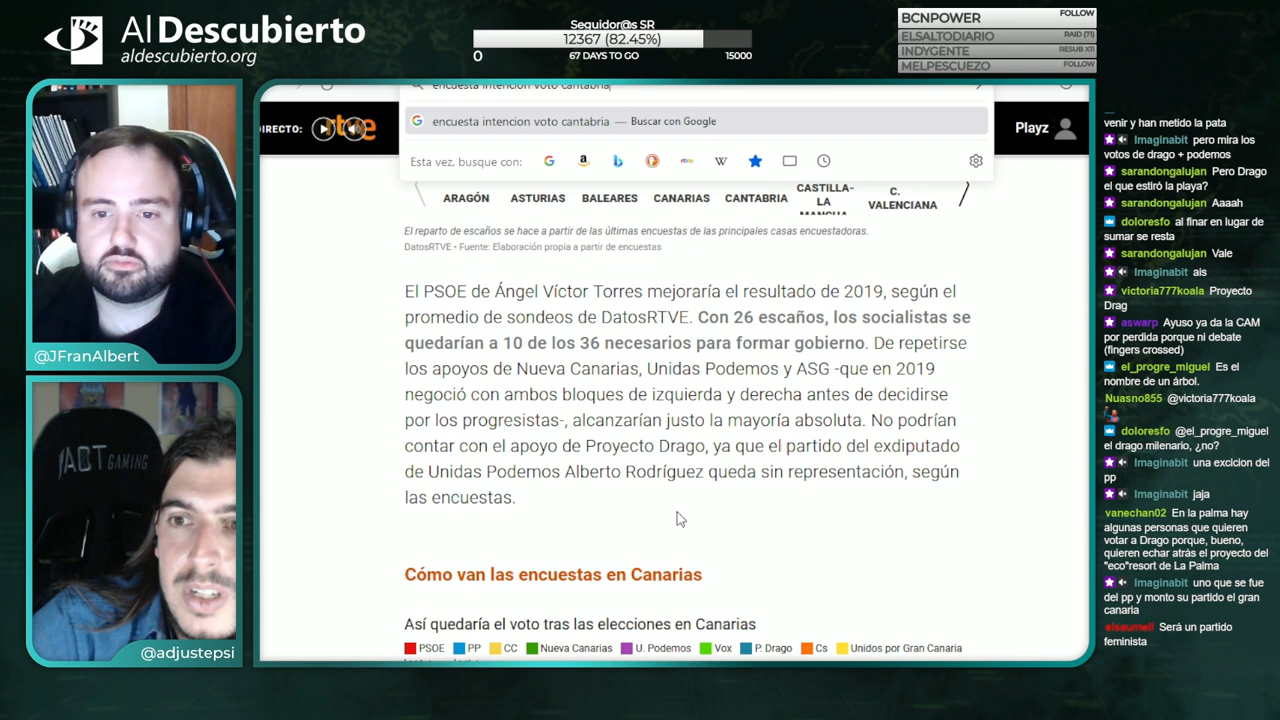 Al Descubierto
aldescubierto.org
Seguidor@s SR
12367 (82.45%)
0
67 DAYS TO GO
15000
BCNPOWER FOLLOW
ELSALTODIARIO RAID (71)
INDYGENTE RESUB X11
MELPESCUEZO FOLLOW
@JFranAlbert
ADT GAMING
@adjustepsi
encuesta intencion voto cantabria
encuesta intencion voto cantabria — Buscar con Google
Esta vez, busque con:
DIRECTO:
rtve
Playz
ARAGÓN
ASTURIAS
BALEARES
CANARIAS
CANTABRIA
CASTILLA-
LA
MANCHA
C.
VALENCIANA
El reparto de escaños se hace a partir de las últimas encuestas de las principales casas encuestadoras.
DatosRTVE • Fuente: Elaboración propia a partir de encuestas
El PSOE de Ángel Víctor Torres mejoraría el resultado de 2019, según el
promedio de sondeos de DatosRTVE. Con 26 escaños, los socialistas se
quedarían a 10 de los 36 necesarios para formar gobierno. De repetirse
los apoyos de Nueva Canarias, Unidas Podemos y ASG -que en 2019
negoció con ambos bloques de izquierda y derecha antes de decidirse
por los progresistas-, alcanzarían justo la mayoría absoluta. No podrían
contar con el apoyo de Proyecto Drago, ya que el partido del exdiputado
de Unidas Podemos Alberto Rodríguez queda sin representación, según
las encuestas.
Cómo van las encuestas en Canarias
Así quedaría el voto tras las elecciones en Canarias
PSOE PP CC Nueva Canarias U. Podemos Vox P. Drago Cs Unidos por Gran Canaria
venir y han metido la pata
Imaginabit pero mira los
votos de drago + podemos
sarandongalujan Pero Drago
el que estiró la playa?
sarandongalujan Aaaah
doloresfo al finar en lugar de
sumar se resta
sarandongalujan Vale
Imaginabit ais
victoria777koala Proyecto
Drag
aswarp Ayuso ya da la CAM
por perdida porque ni debate
(fingers crossed)
el_progre_miguel Es el
nombre de un árbol.
Nuasno855 @victoria777koala
doloresfo @el_progre_miguel
el drago milenario, ¿no?
Imaginabit una excicion del
pp
Imaginabit jaja
vanechan02 En la palma hay
algunas personas que quieren
votar a Drago porque, bueno,
quieren echar atrás el proyecto del
"eco"resort de La Palma
Imaginabit uno que se fue
del pp y monto su partido el gran
canaria
elsaumell Será un partido
feminista